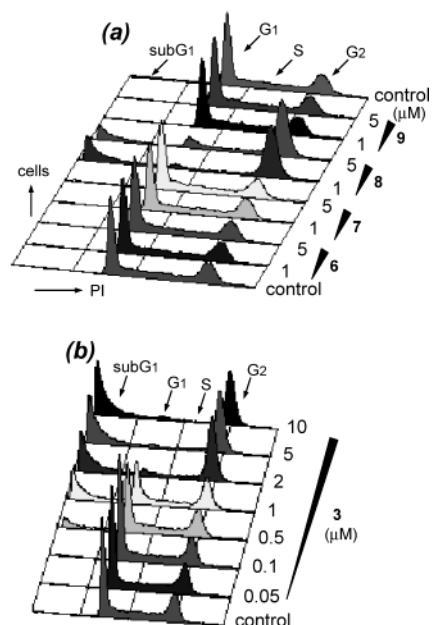 (a)
subG1
G1
S
G2
control
(μM)
5
1
9
5
1
8
5
1
7
5
1
6
control
cells
PI
(b)
subG1
G1
S
G2
10
5
2
1
0.5
0.1
0.05
control
3
(μM)